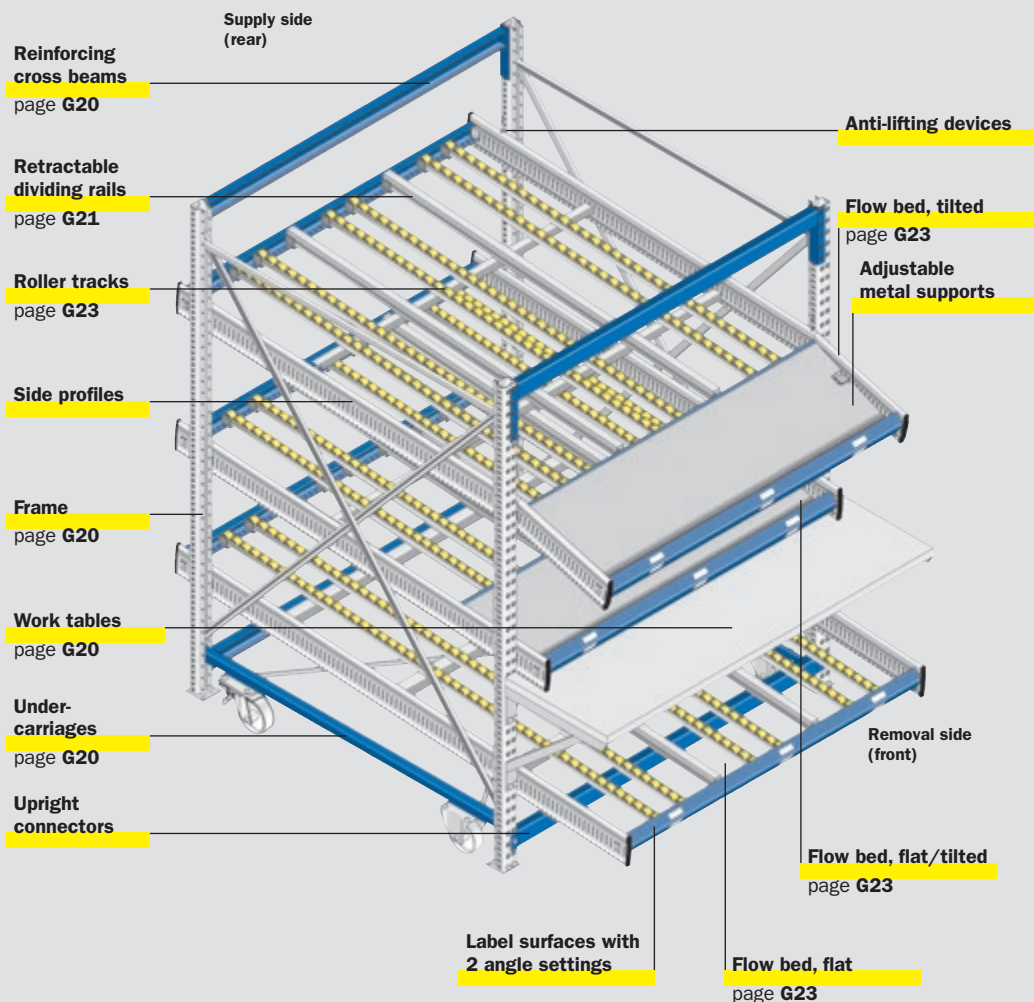 Supply side
(rear)
Reinforcing
cross beams
page G20
Retractable
dividing rails
page G21
Roller tracks
page G23
Side profiles
Frame
page G20
Work tables
page G20
Under-
carriages
page G20
Upright
connectors
Anti-lifting devices
Flow bed, tilted
page G23
Adjustable
metal supports
Removal side
(front)
Flow bed, flat/tilted
page G23
Label surfaces with
2 angle settings
Flow bed, flat
page G23